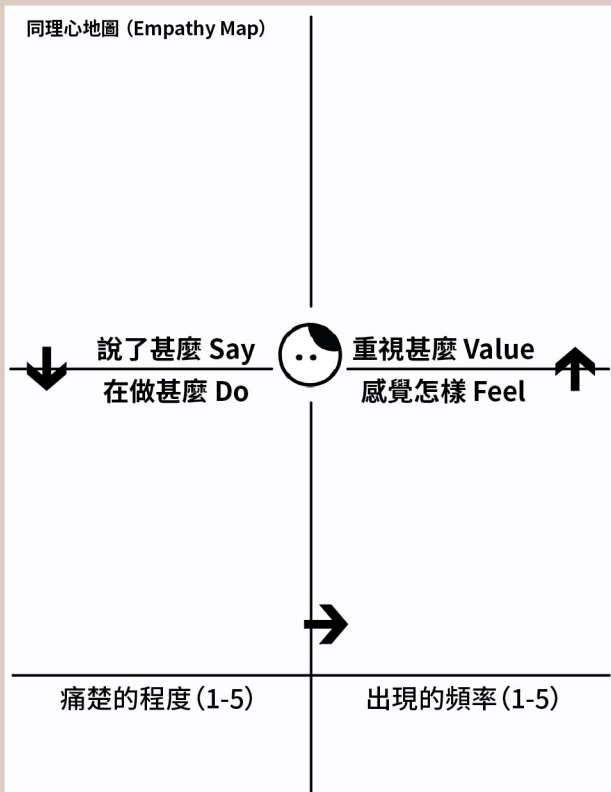 同理心地圖（Empathy Map）
說了甚麼 Say
重視甚麼 Value
在做甚麼 Do
感覺怎樣 Feel
痛楚的程度（1-5）
出現的頻率（1-5）